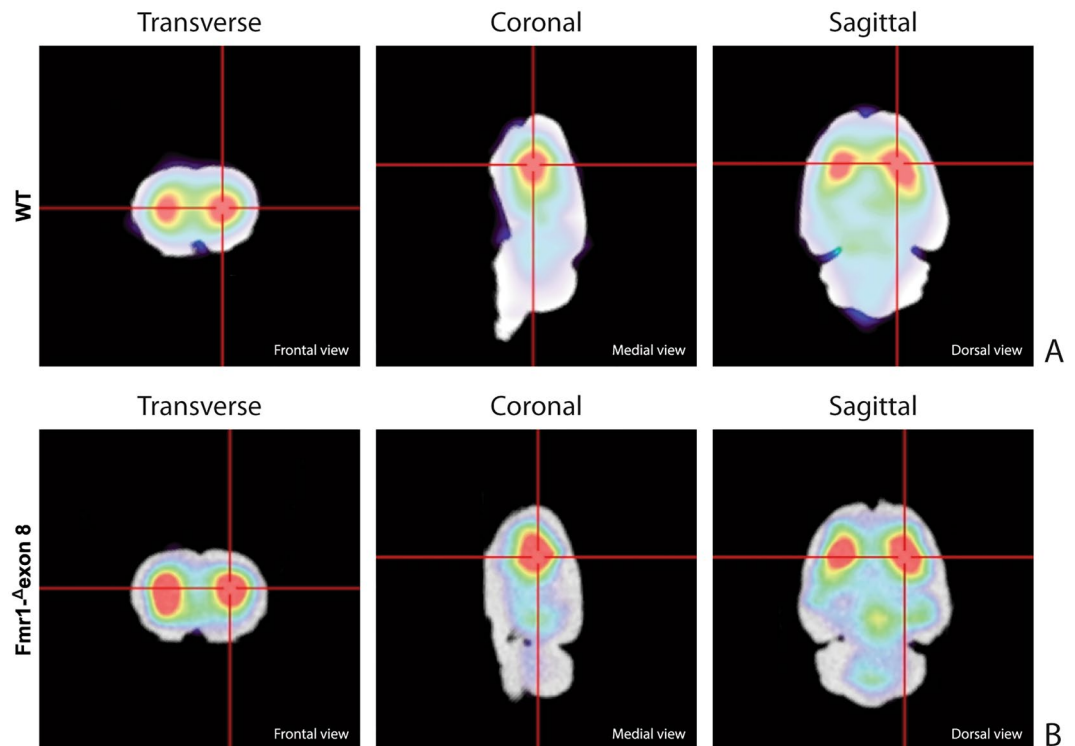 Transverse Coronal Sagittal
WT
Frontal view Medial view Dorsal view A
Transverse Coronal Sagittal
Fmr1-Δexon 8
Frontal view Medial view Dorsal view B